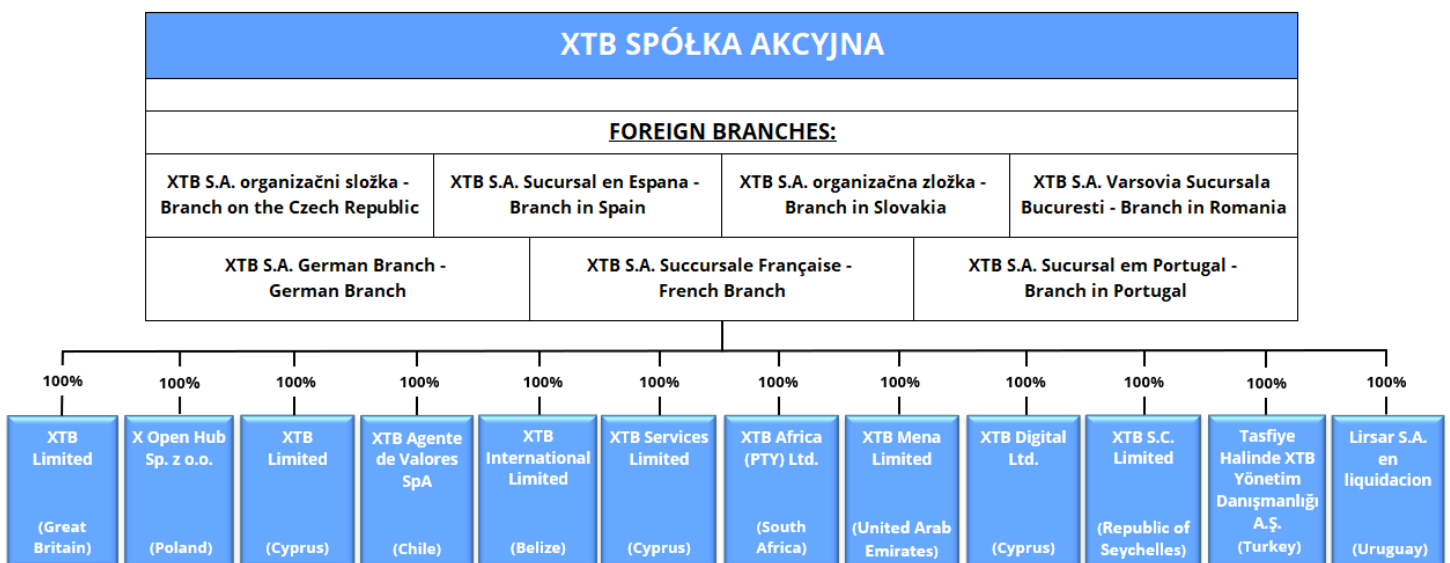 XTB SPÓŁKA AKCYJNA
FOREIGN BRANCHES:
XTB S.A. organizačni složka -
Branch on the Czech Republic
XTB S.A. Sucursal en Espana -
Branch in Spain
XTB S.A. organizačna zložka -
Branch in Slovakia
XTB S.A. Varsovia Sucursala
Bucuresti - Branch in Romania
XTB S.A. German Branch -
German Branch
XTB S.A. Succursale Française -
French Branch
XTB S.A. Sucursal em Portugal -
Branch in Portugal
100%
100%
100%
100%
100%
100%
100%
100%
100%
100%
100%
100%
XTB
Limited
(Great
Britain)
X Open Hub
Sp. z o.o.
(Poland)
XTB
Limited
(Cyprus)
XTB Agente
de Valores
SpA
(Chile)
XTB
International
Limited
(Belize)
XTB Services
Limited
(Cyprus)
XTB Africa
(PTY) Ltd.
(South
Africa)
XTB Mena
Limited
(United Arab
Emirates)
XTB Digital
Ltd.
(Cyprus)
XTB S.C.
Limited
(Republic of
Seychelles)
Tasfiye
Halinde XTB
Yönetim
Danışmanlığı
A.Ş.
(Turkey)
Lirsar S.A.
en
liquidacion
(Uruguay)